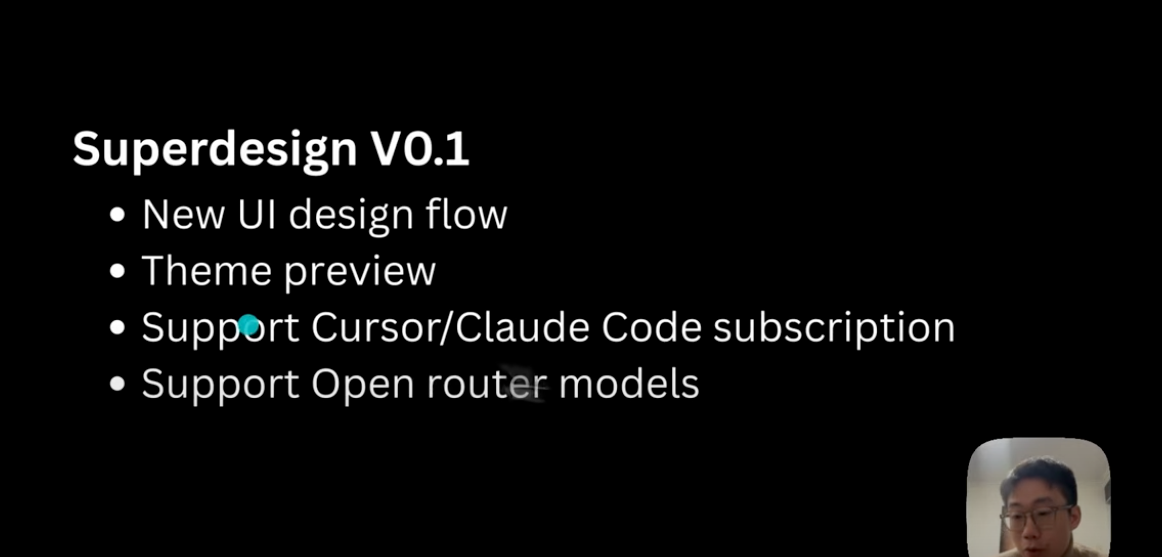 Superdesign V0.1
• New UI design flow
• Theme preview
• Support Cursor/Claude Code subscription
• Support Open router models